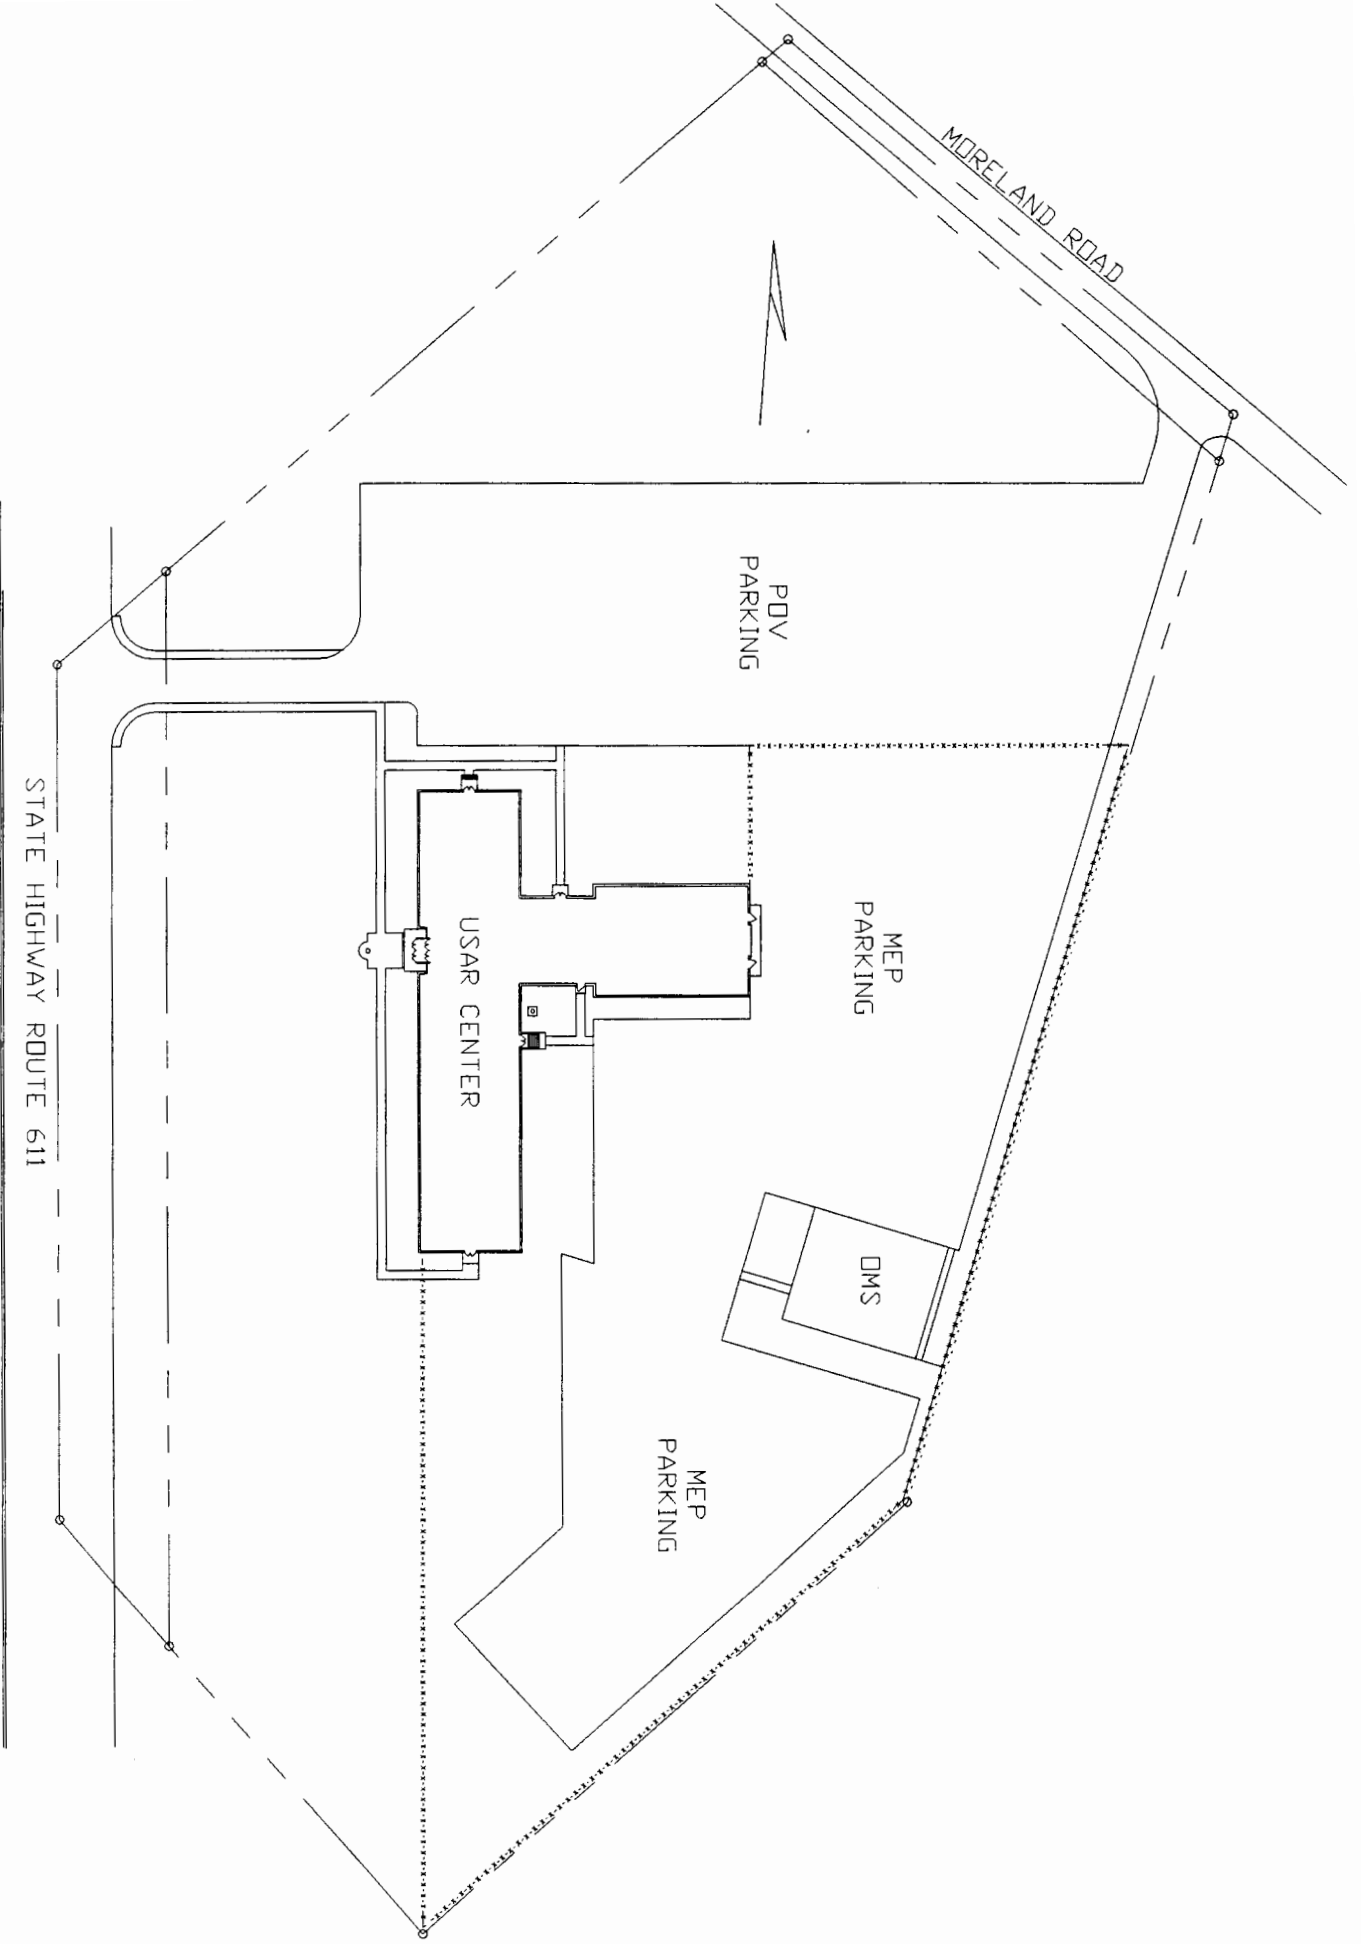 MORELAND ROAD
POV
PARKING
MEP
PARKING
USAR CENTER
OMS
MEP
PARKING
STATE HIGHWAY ROUTE 611